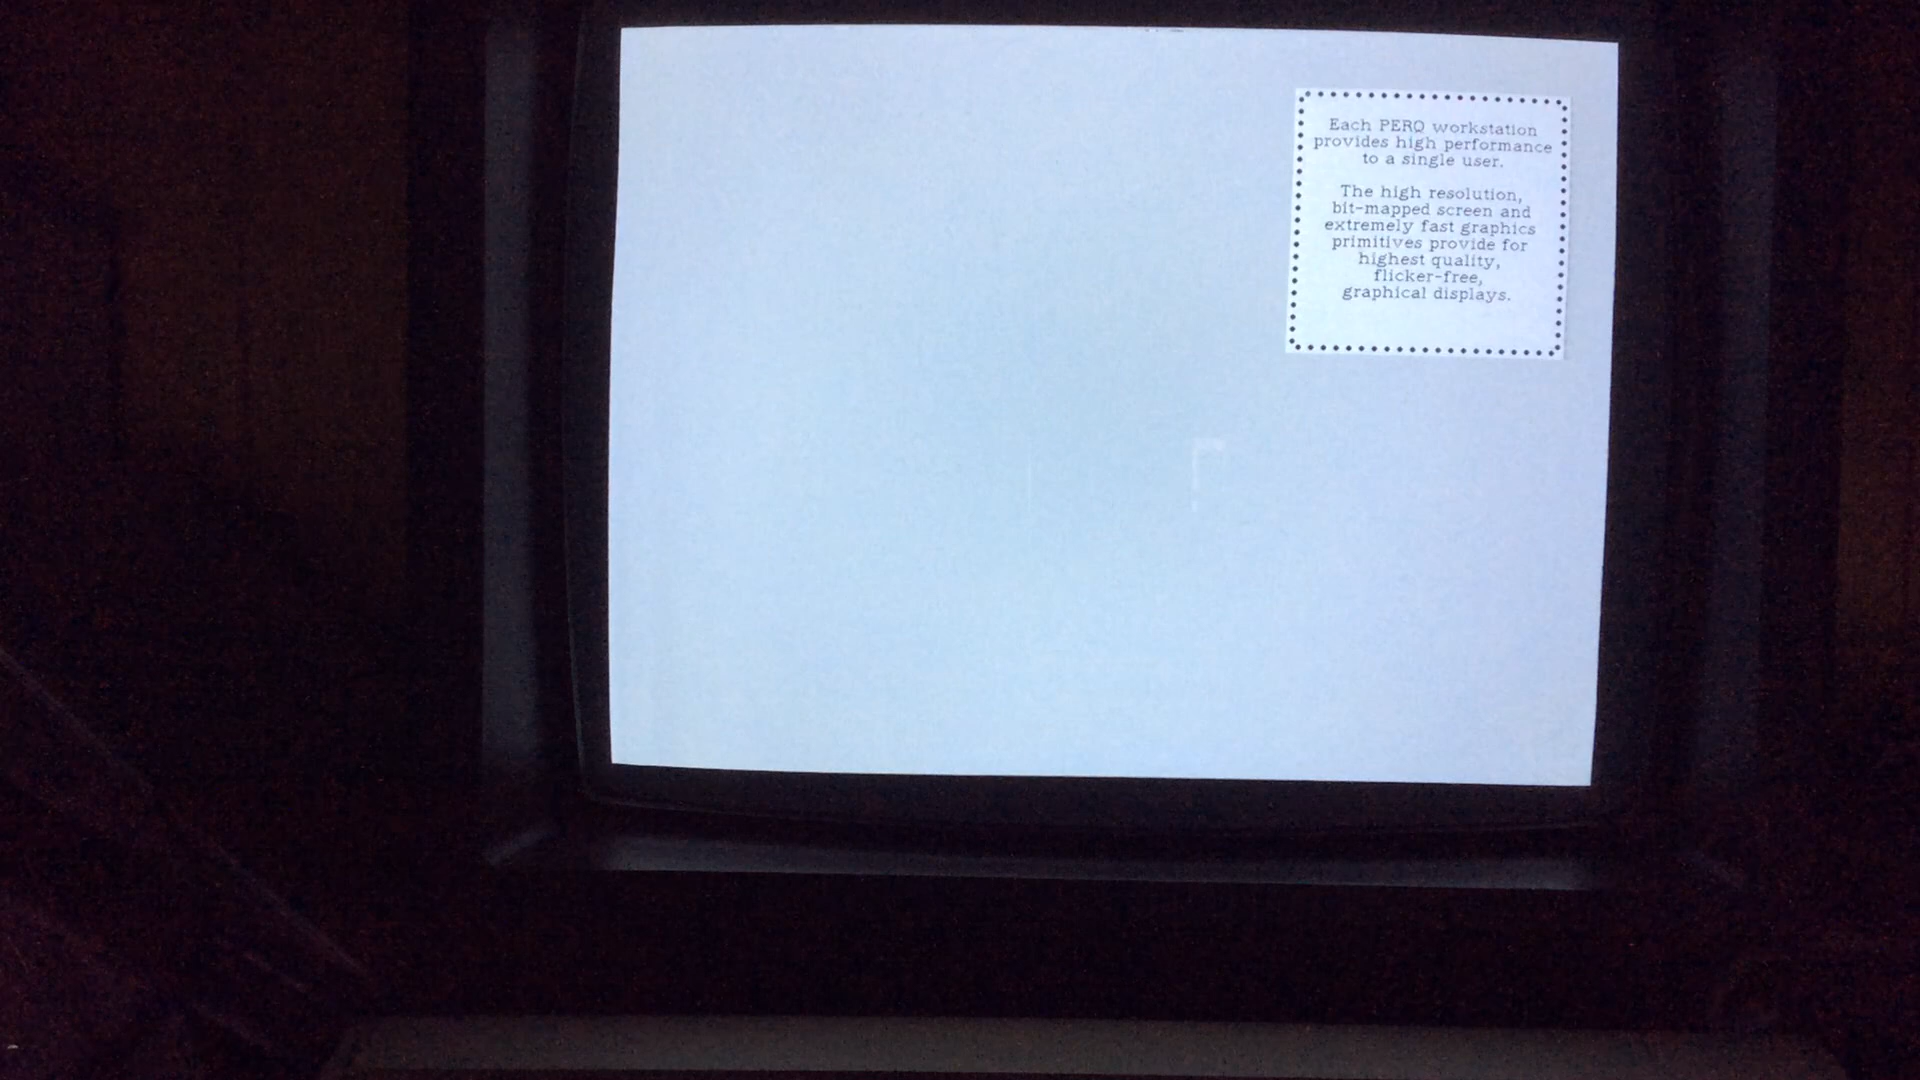 Each PERQ workstation
provides high performance
to a single user.
The high resolution,
bit-mapped screen and
extremely fast graphics
primitives provide for
highest quality,
flicker-free,
graphical displays.